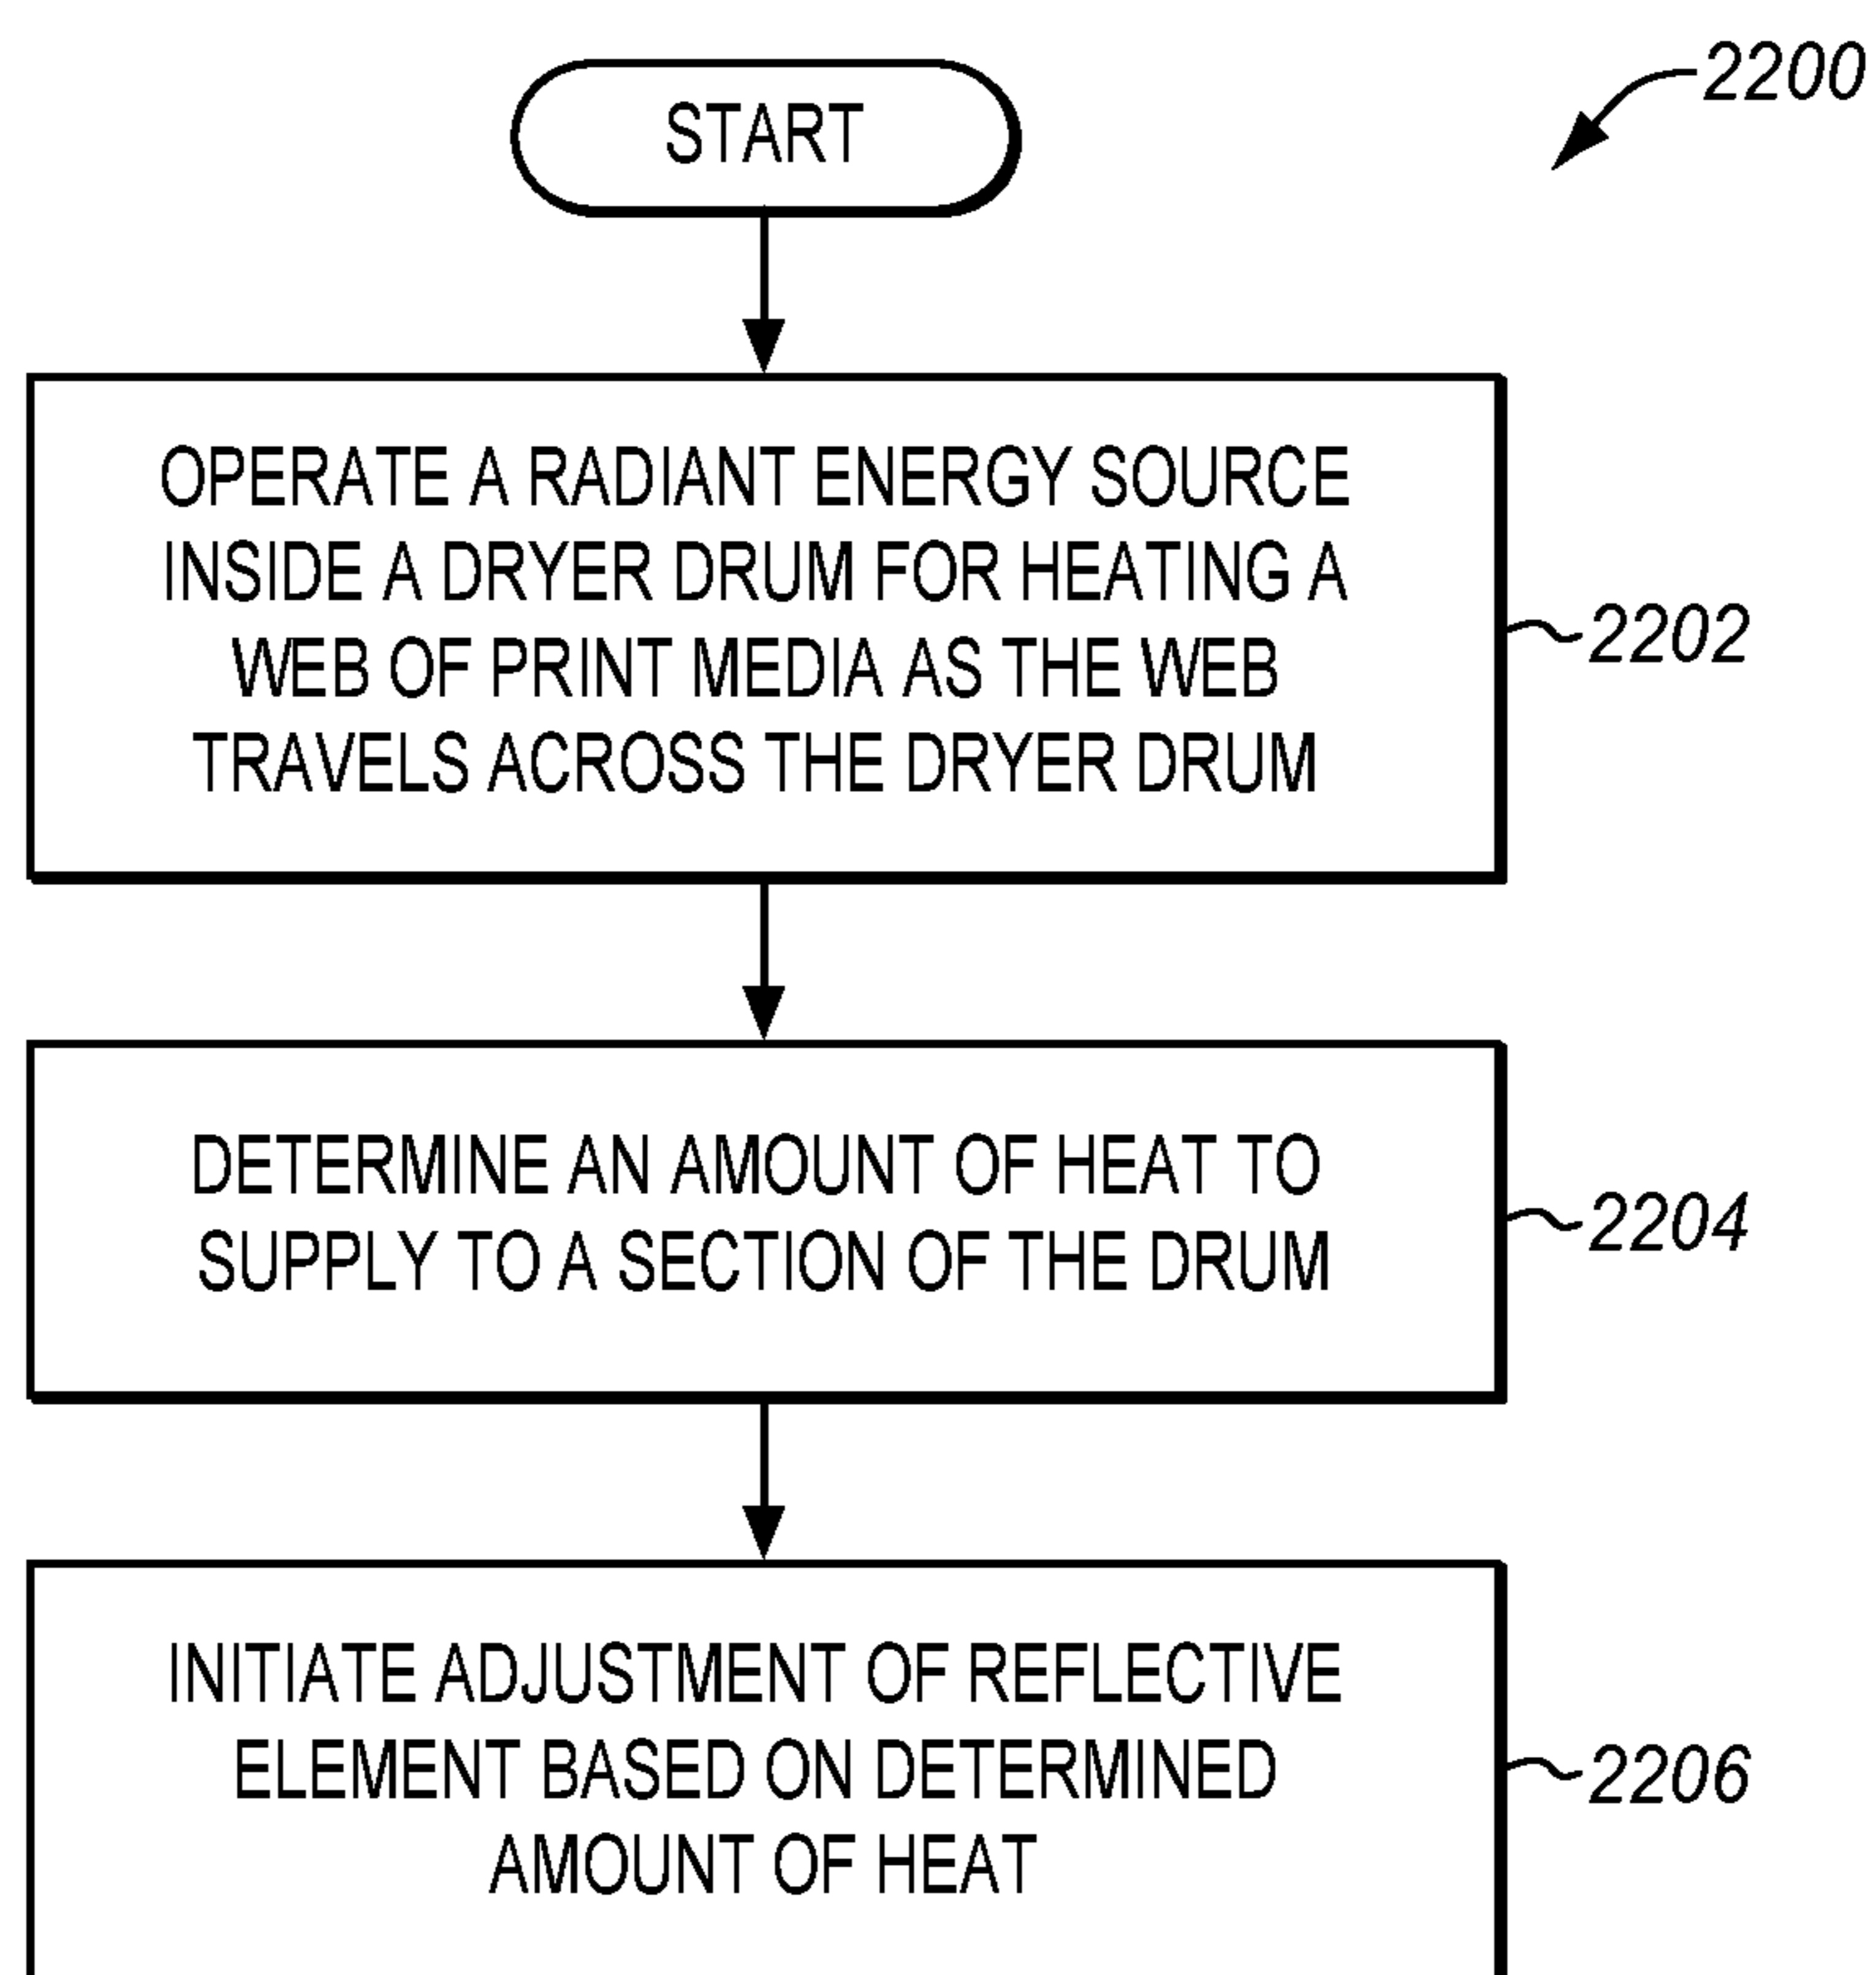 2200
START
OPERATE A RADIANT ENERGY SOURCE
INSIDE A DRYER DRUM FOR HEATING A
WEB OF PRINT MEDIA AS THE WEB
TRAVELS ACROSS THE DRYER DRUM
2202
DETERMINE AN AMOUNT OF HEAT TO
SUPPLY TO A SECTION OF THE DRUM
2204
INITIATE ADJUSTMENT OF REFLECTIVE
ELEMENT BASED ON DETERMINED
AMOUNT OF HEAT
2206